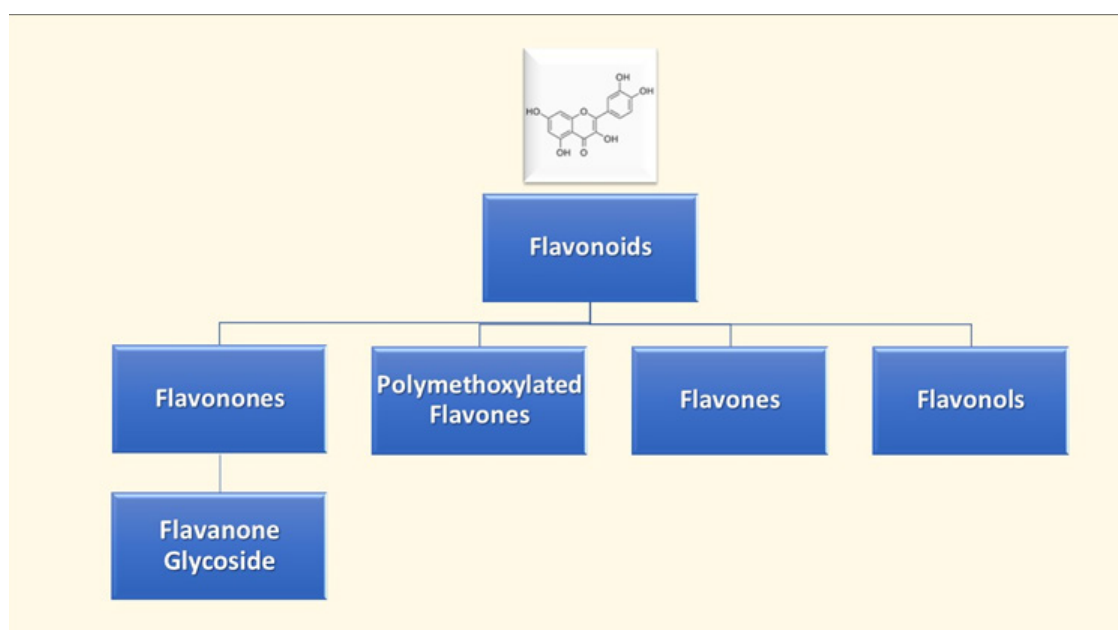 OH
OH
HO
O
OH
OH
O
Flavonoids
Flavonones
Polymethoxylated
Flavones
Flavones
Flavonols
Flavanone
Glycoside